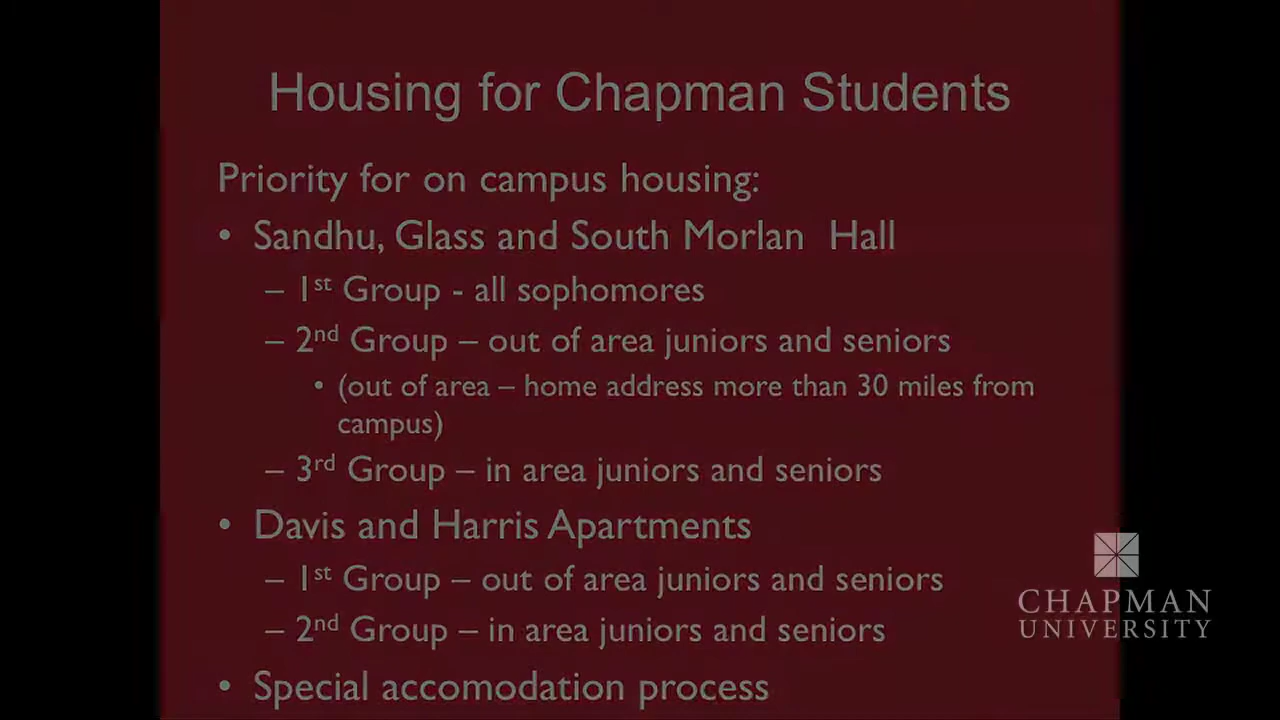 Housing for Chapman Students
Priority for on campus housing:
• Sandhu, Glass and South Morlan Hall
– 1st Group - all sophomores
– 2nd Group – out of area juniors and seniors
• (out of area – home address more than 30 miles from
campus)
– 3rd Group – in area juniors and seniors
• Davis and Harris Apartments
– 1st Group – out of area juniors and seniors
– 2nd Group – in area juniors and seniors
• Special accomodation process
CHAPMAN
UNIVERSITY